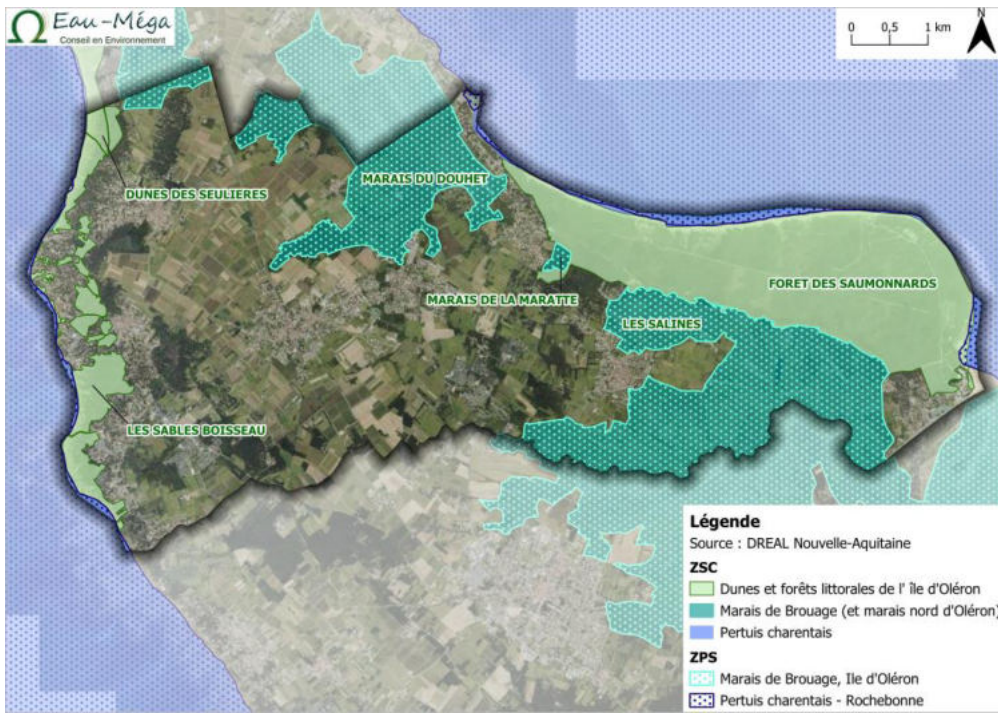 Eau-Méga
Conseil en Environnement
0 0,5 1 km
N
DUNES DES SEULIERES
MARAIS DU DOUHET
FORET DES SAUMONNARDS
MARAIS DE LA MARATTE
LES SALINES
LES SABLES BOISSEAU
Légende
Source : DREAL Nouvelle-Aquitaine
ZSC
Dunes et forêts littorales de l' île d'Oléron
Marais de Brouage (et marais nord d'Oléron)
Pertuis charentais
ZPS
Marais de Brouage, Ile d'Oléron
Pertuis charentais - Rochebonne